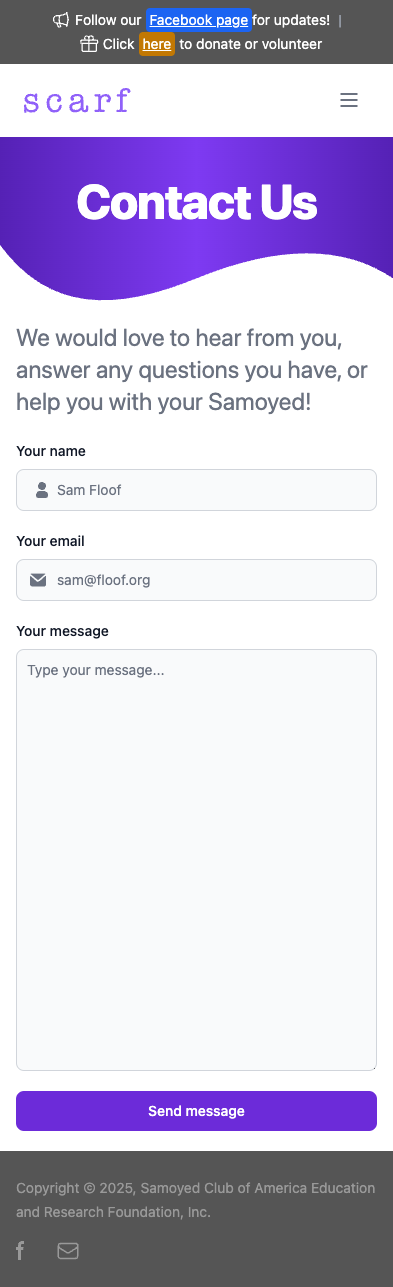 Follow our Facebook page for updates! |
Click here to donate or volunteer
scarf
Contact Us
We would love to hear from you,
answer any questions you have, or
help you with your Samoyed!
Your name
Sam Floof
Your email
sam@floof.org
Your message
Type your message...
Send message
Copyright © 2025, Samoyed Club of America Education
and Research Foundation, Inc.